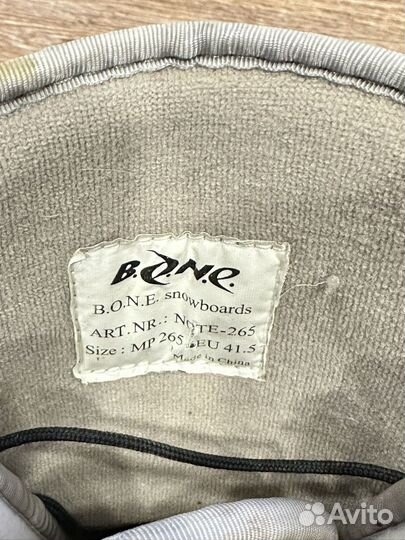 B.O.N.E.
B.O.N.E. snowboards
ART.NR.: NOTE-265
Size : MP 265 EU 41.5
Made in China
Avito